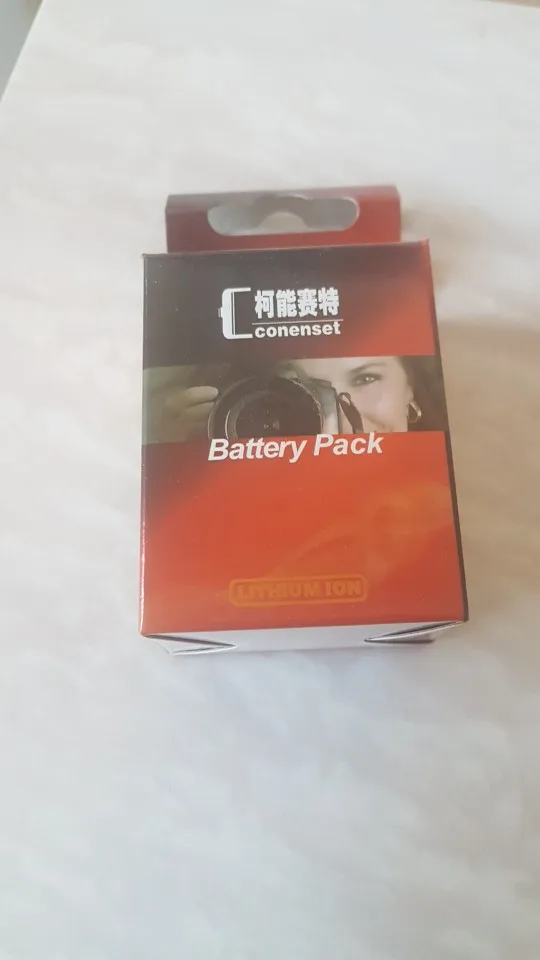 柯能赛特
conenset
Battery Pack
LITHIUM ION